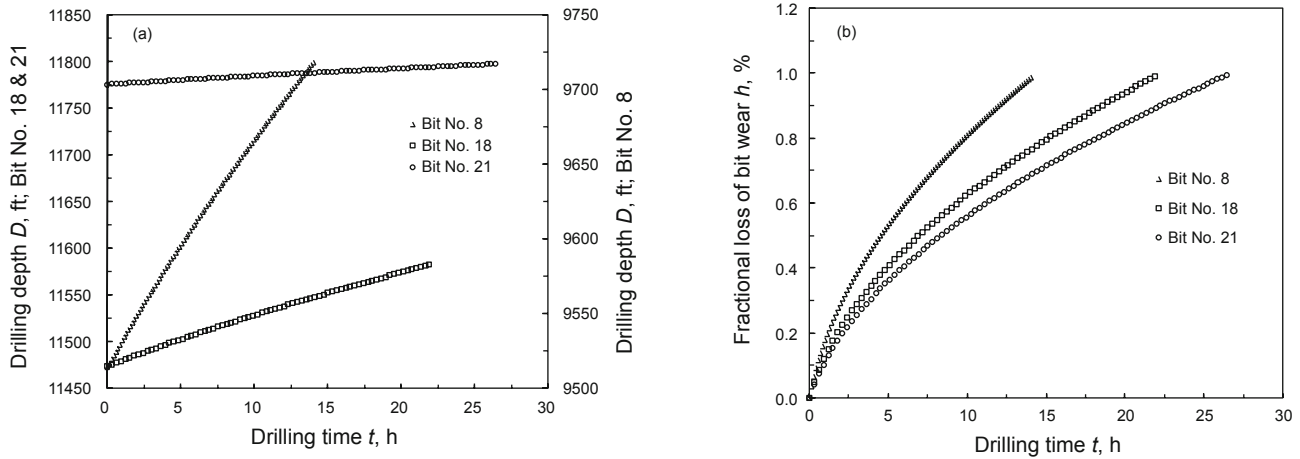 (a)
Drilling depth D, ft; Bit No. 18 & 21
11850
11800
11750
11700
11650
11600
11550
11500
11450
Bit No. 8
Bit No. 18
Bit No. 21
9750
9700
9650
9600
9550
9500
Drilling depth D, ft; Bit No. 8
0 5 10 15 20 25 30
Drilling time t, h
(b)
Fractional loss of bit wear h, %
1.2
1.0
0.8
0.6
0.4
0.2
0.0
Bit No. 8
Bit No. 18
Bit No. 21
0 5 10 15 20 25 30
Drilling time t, h